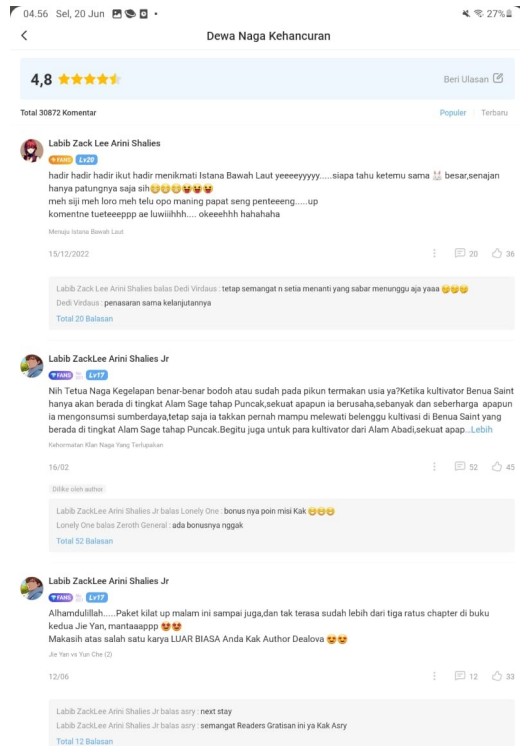 04.56 Sel, 20 Jun
27%
Dewa Naga Kehancuran
4,8
Beri Ulasan
Total 30872 Komentar
Populer
Terbaru
Labib Zack Lee Arini Shalies
FANS Lv20
hadir hadir hadir ikut hadir menikmati Istana Bawah Laut yeeeeyyyyy.....siapa tahu ketemu sama 🐰 besar,senajan
hanya patungnya saja sih
meh siji meh loro meh telu opo maning papat seng penteeeng.....up
komentne tueteeeppp ae luwiihhh.... okeeehhh hahahaha
Menuju Istana Bawah Laut
15/12/2022
20
36
Labib Zack Lee Arini Shalies balas Dedi Virdaus : tetap semangat n setia menanti yang sabar menunggu aja yaaa
Dedi Virdaus : penasaran sama kelanjutannya
Total 20 Balasan
Labib ZackLee Arini Shalies Jr
FANS Lv17
Nih Tetua Naga Kegelapan benar-benar bodoh atau sudah pada pikun termakan usia ya?Ketika kultivator Benua Saint
hanya akan berada di tingkat Alam Sage tahap Puncak,sekuat apapun ia berusaha,sebanyak dan seberharga apapun
ia mengonsumsi sumberdaya,tetap saja ia takkan pernah mampu melewati belenggu kultivasi di Benua Saint yang
berada di tingkat Alam Sage tahap Puncak.Begitu juga untuk para kultivator dari Alam Abadi,sekuat apap...Lebih
Kehormatan Klan Naga Yang Terlupakan
16/02
52
45
Dilike oleh author
Labib ZackLee Arini Shalies Jr balas Lonely One : bonus nya poin misi Kak
Lonely One balas Zeroth General : ada bonusnya nggak
Total 52 Balasan
Labib ZackLee Arini Shalies Jr
FANS Lv17
Alhamdulillah.....Paket kilat up malam ini sampai juga,dan tak terasa sudah lebih dari tiga ratus chapter di buku
kedua Jie Yan, mantaaappp
Makasih atas salah satu karya LUAR BIASA Anda Kak Author Dealova
Jie Yan vs Yun Che (2)
12/06
12
33
Labib ZackLee Arini Shalies Jr balas asry : next stay
Labib ZackLee Arini Shalies Jr balas asry : semangat Readers Gratisan ini ya Kak Asry
Total 12 Balasan